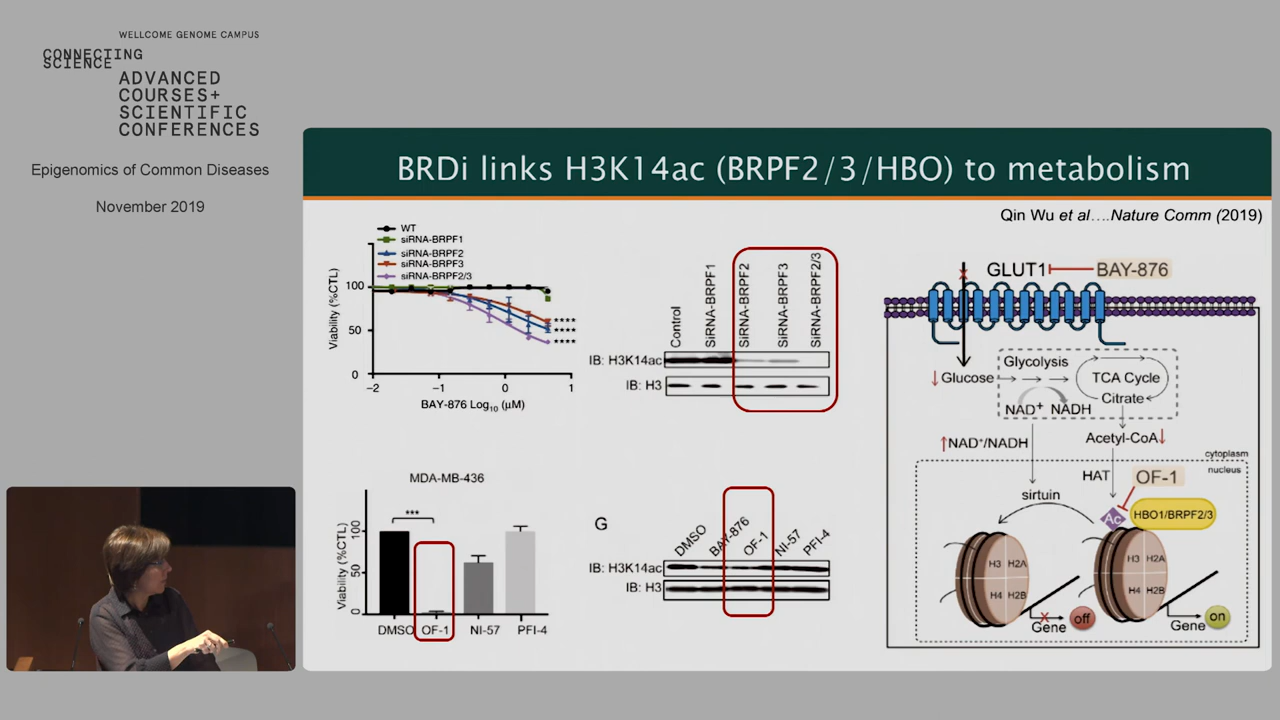 WELLCOME GENOME CAMPUS
CONNECTING
SCIENCE
ADVANCED
COURSES+
SCIENTIFIC
CONFERENCES
Epigenomics of Common Diseases
November 2019
BRDi links H3K14ac (BRPF2/3/HBO) to metabolism
Qin Wu et al….Nature Comm (2019)
WT
siRNA-BRPF1
siRNA-BRPF2
siRNA-BRPF3
siRNA-BRPF2/3
Viability (%CTL)
100
50
0
****
****
****
−2
−1
0
1
BAY-876 Log10 (μM)
Control
SiRNA-BRPF1
SiRNA-BRPF2
SiRNA-BRPF3
SiRNA-BRPF2/3
IB: H3K14ac
IB: H3
MDA-MB-436
Viability (%CTL)
100
50
0
***
DMSO
OF-1
NI-57
PFI-4
G
DMSO
BAY-876
OF-1
NI-57
PFI-4
IB: H3K14ac
IB: H3
GLUT1
BAY-876
Glucose
Glycolysis
TCA Cycle
Citrate
NAD+
NADH
NAD+/NADH
Acetyl-CoA
cytoplasm
nucleus
HAT
OF-1
sirtuin
Ac
HBO1/BRPF2/3
H3
H2A
H4
H2B
H3
H2A
H4
H2B
Gene
off
Gene
on